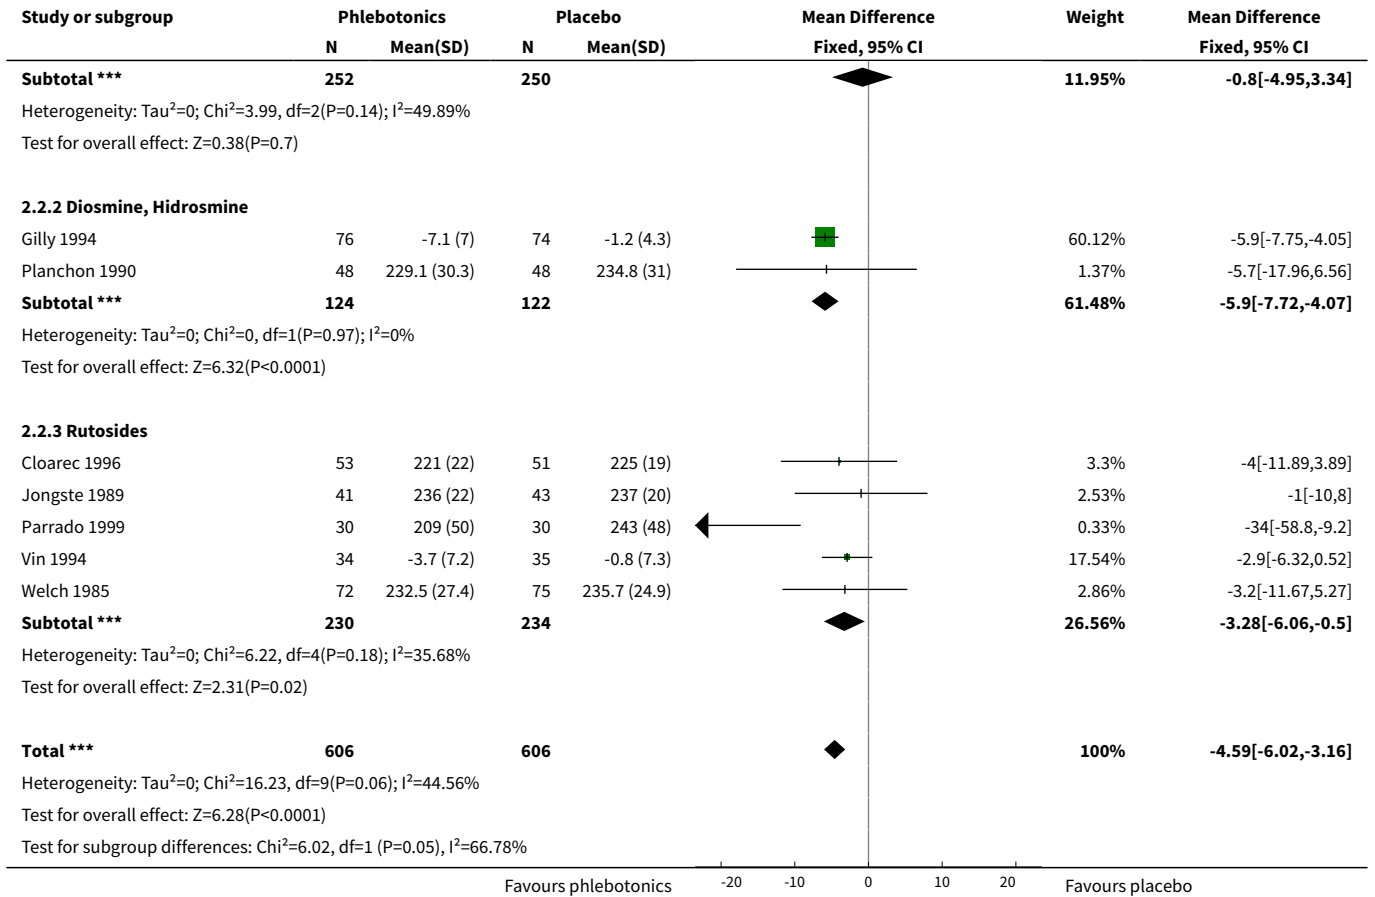 Study or subgroup Phlebotonics Placebo Mean Difference Weight Mean Difference
N Mean(SD) N Mean(SD) Fixed, 95% CI Fixed, 95% CI
Subtotal *** 252 250 11.95% -0.8[-4.95,3.34]
Heterogeneity: Tau²=0; Chi²=3.99, df=2(P=0.14); I²=49.89%
Test for overall effect: Z=0.38(P=0.7)
2.2.2 Diosmine, Hidrosmine
Gilly 1994 76 -7.1 (7) 74 -1.2 (4.3) 60.12% -5.9[-7.75,-4.05]
Planchon 1990 48 229.1 (30.3) 48 234.8 (31) 1.37% -5.7[-17.96,6.56]
Subtotal *** 124 122 61.48% -5.9[-7.72,-4.07]
Heterogeneity: Tau²=0; Chi²=0, df=1(P=0.97); I²=0%
Test for overall effect: Z=6.32(P<0.0001)
2.2.3 Rutosides
Cloarec 1996 53 221 (22) 51 225 (19) 3.3% -4[-11.89,3.89]
Jongste 1989 41 236 (22) 43 237 (20) 2.53% -1[-10,8]
Parrado 1999 30 209 (50) 30 243 (48) 0.33% -34[-58.8,-9.2]
Vin 1994 34 -3.7 (7.2) 35 -0.8 (7.3) 17.54% -2.9[-6.32,0.52]
Welch 1985 72 232.5 (27.4) 75 235.7 (24.9) 2.86% -3.2[-11.67,5.27]
Subtotal *** 230 234 26.56% -3.28[-6.06,-0.5]
Heterogeneity: Tau²=0; Chi²=6.22, df=4(P=0.18); I²=35.68%
Test for overall effect: Z=2.31(P=0.02)
Total *** 606 606 100% -4.59[-6.02,-3.16]
Heterogeneity: Tau²=0; Chi²=16.23, df=9(P=0.06); I²=44.56%
Test for overall effect: Z=6.28(P<0.0001)
Test for subgroup differences: Chi²=6.02, df=1 (P=0.05), I²=66.78%
Favours phlebotonics -20 -10 0 10 20 Favours placebo